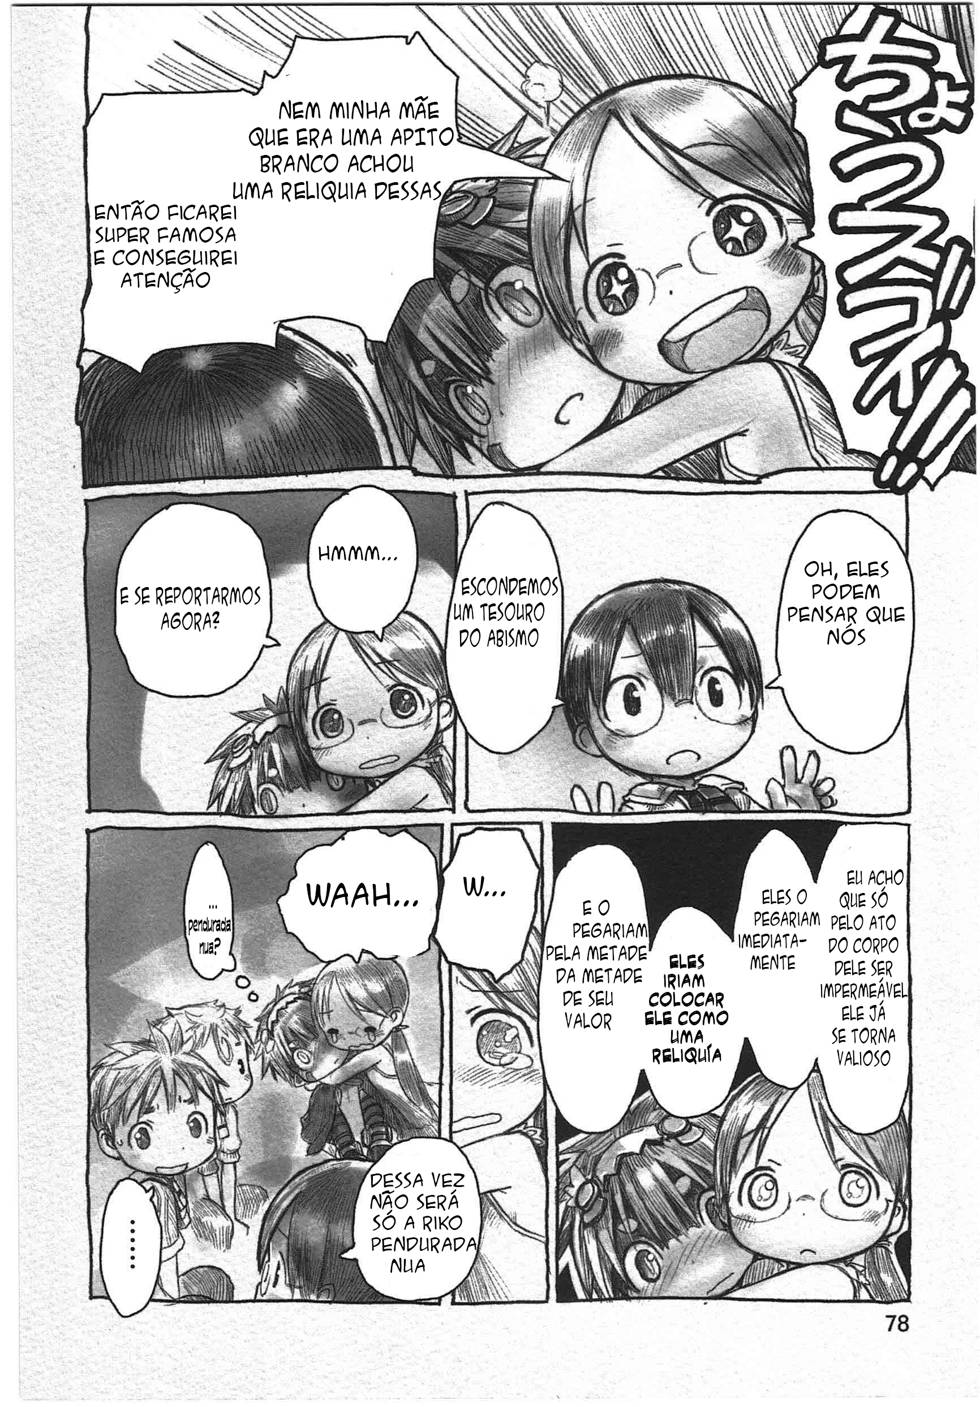 ちょうスゴイ!!!
NEM MINHA MÃE
QUE ERA UMA APITO
BRANCO ACHOU
UMA RELIQUIA DESSAS
ENTÃO FICAREI
SUPER FAMOSA
E CONSEGUIREI
ATENÇÃO
OH, ELES
PODEM
PENSAR QUE
NÓS
ESCONDEMOS
UM TESOURO
DO ABISMO
HMMM...
E SE REPORTARMOS
AGORA?
EU ACHO
QUE SÓ
PELO ATO
DO CORPO
DELE SER
IMPERMEÁVEL
ELE JÁ
SE TORNA
VALIOSO
ELES O
PEGARIAM
IMEDIATA-
MENTE
ELES
IRIAM
COLOCAR
ELE COMO
UMA
RELIQUÍA
E O
PEGARIAM
PELA METADE
DA METADE
DE SEU
VALOR
W...
WAAH...
...
pendurada
nua?
DESSA VEZ
NÃO SERÁ
SÓ A RIKO
PENDURADA
NUA
........
78